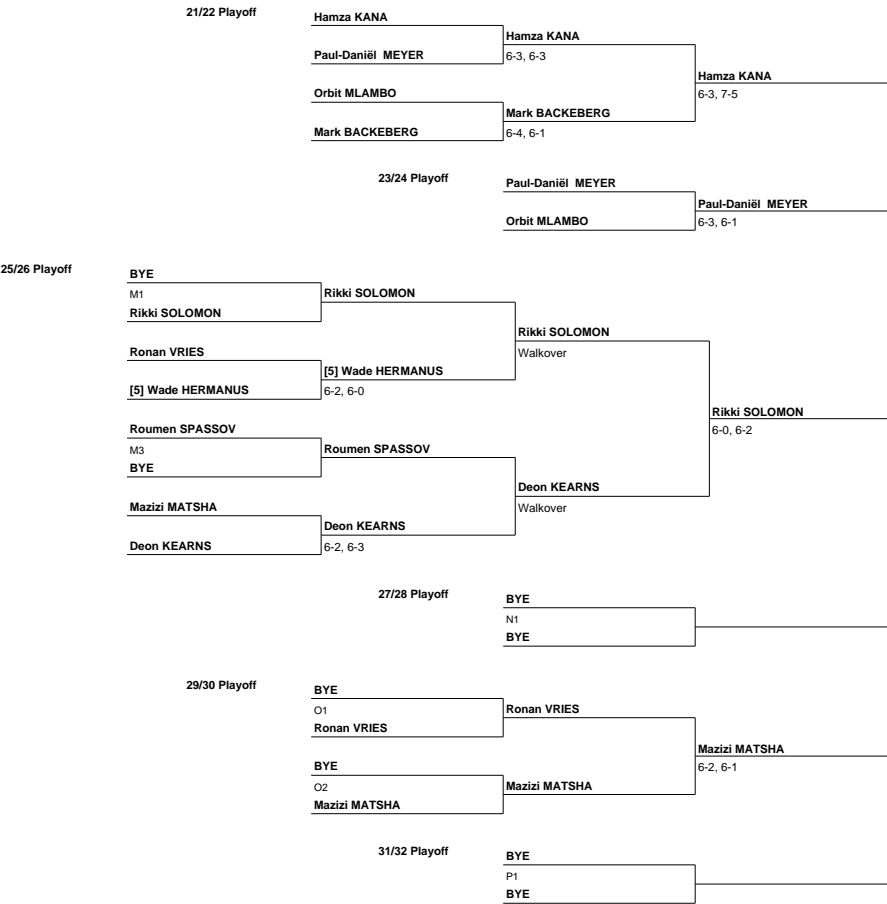 21/22 Playoff
Hamza KANA
Hamza KANA
Paul-Daniël MEYER
6-3, 6-3
Hamza KANA
6-3, 7-5
Orbit MLAMBO
Mark BACKEBERG
Mark BACKEBERG
6-4, 6-1
23/24 Playoff
Paul-Daniël MEYER
Paul-Daniël MEYER
Orbit MLAMBO
6-3, 6-1
25/26 Playoff
BYE
M1
Rikki SOLOMON
Rikki SOLOMON
Rikki SOLOMON
Walkover
Ronan VRIES
[5] Wade HERMANUS
[5] Wade HERMANUS
6-2, 6-0
Rikki SOLOMON
6-0, 6-2
Roumen SPASSOV
M3
Roumen SPASSOV
BYE
Deon KEARNS
Walkover
Mazizi MATSHA
Deon KEARNS
Deon KEARNS
6-2, 6-3
27/28 Playoff
BYE
N1
BYE
29/30 Playoff
BYE
O1
Ronan VRIES
Ronan VRIES
Mazizi MATSHA
6-2, 6-1
BYE
O2
Mazizi MATSHA
Mazizi MATSHA
31/32 Playoff
BYE
P1
BYE